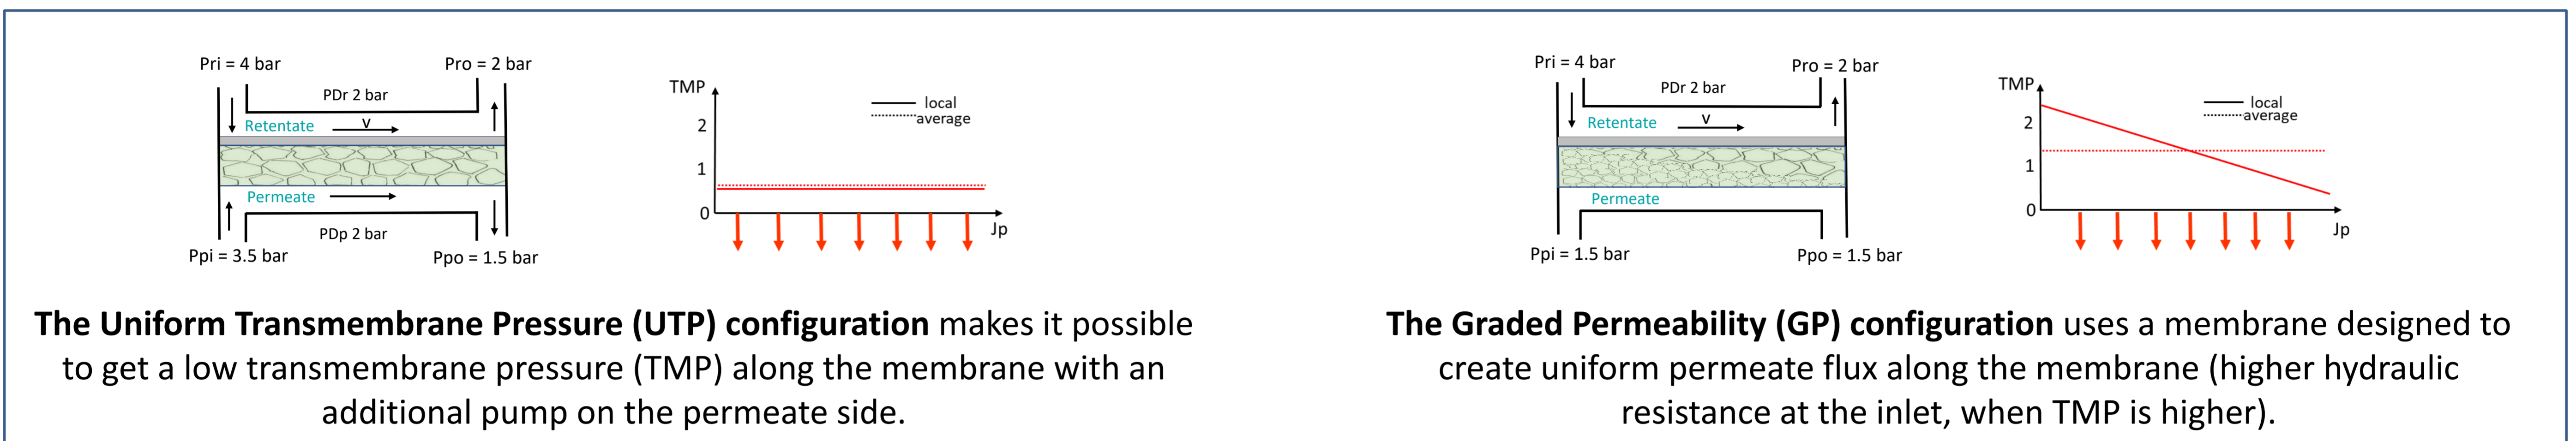 Pri = 4 bar
Pro = 2 bar
PDr 2 bar
Retentate
v
Permeate
PDp 2 bar
Ppi = 3.5 bar
Ppo = 1.5 bar
TMP
local
average
2
1
0
Jp
The Uniform Transmembrane Pressure (UTP) configuration makes it possible
to get a low transmembrane pressure (TMP) along the membrane with an
additional pump on the permeate side.
Pri = 4 bar
Pro = 2 bar
PDr 2 bar
Retentate
v
Permeate
Ppi = 1.5 bar
Ppo = 1.5 bar
TMP
local
average
2
1
0
Jp
The Graded Permeability (GP) configuration uses a membrane designed to
create uniform permeate flux along the membrane (higher hydraulic
resistance at the inlet, when TMP is higher).